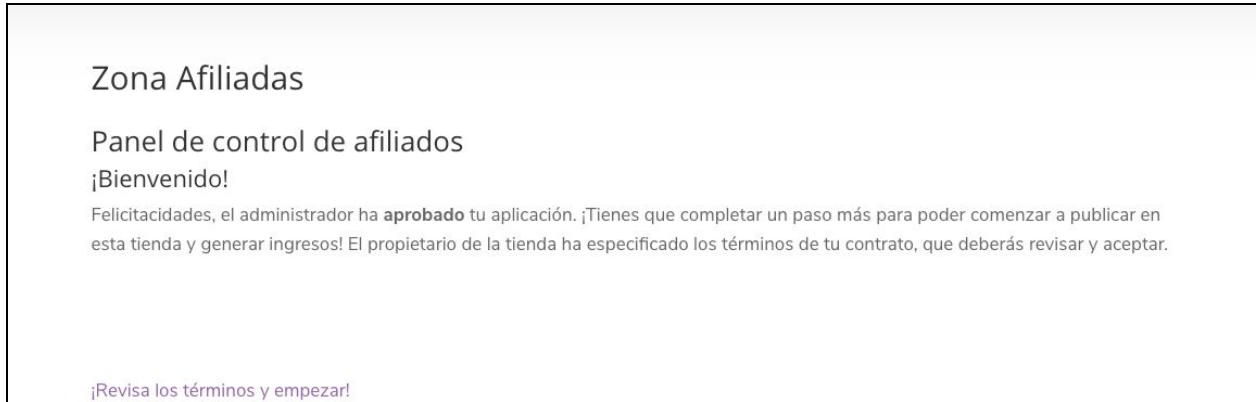 Zona Afiliadas
Panel de control de afiliados
¡Bienvenido!
Felicitacidades, el administrador ha aprobado tu aplicación. ¡Tienes que completar un paso más para poder comenzar a publicar en
esta tienda y generar ingresos! El propietario de la tienda ha especificado los términos de tu contrato, que deberás revisar y aceptar.
¡Revisa los términos y empezar!